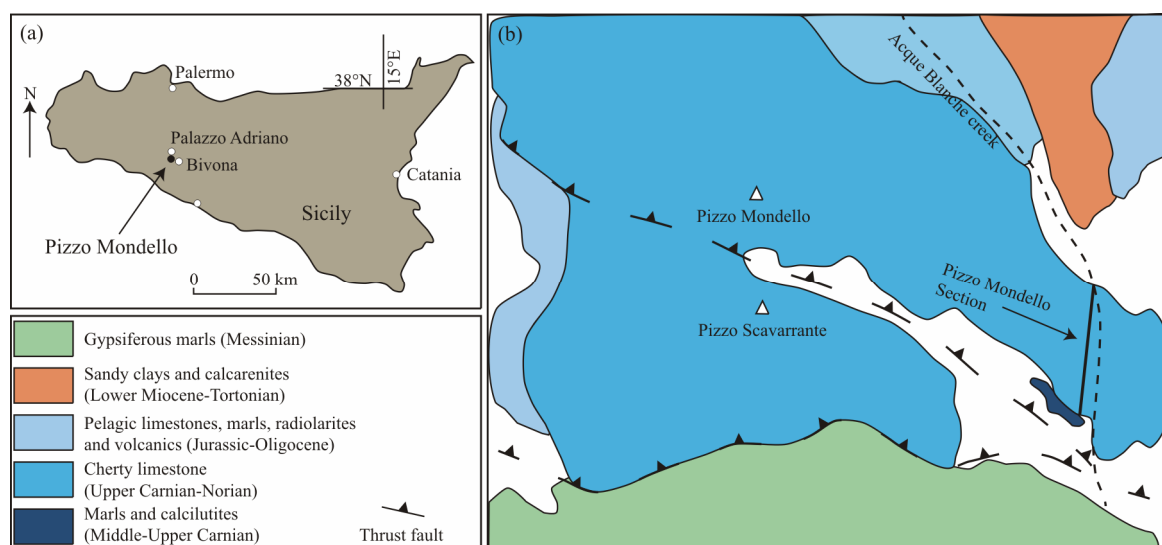 (a)
Palermo
38°N
15°E
N
Palazzo Adriano
Bivona
Catania
Sicily
Pizzo Mondello
0 50 km
Gypsiferous marls (Messinian)
Sandy clays and calcarenites
(Lower Miocene-Tortonian)
Pelagic limestones, marls, radiolarites
and volcanics (Jurassic-Oligocene)
Cherty limestone
(Upper Carnian-Norian)
Marls and calcilutites
(Middle-Upper Carnian)
Thrust fault
(b)
Acque Blanche
creek
Pizzo Mondello
Pizzo Mondello
Section
Pizzo Scavarrante